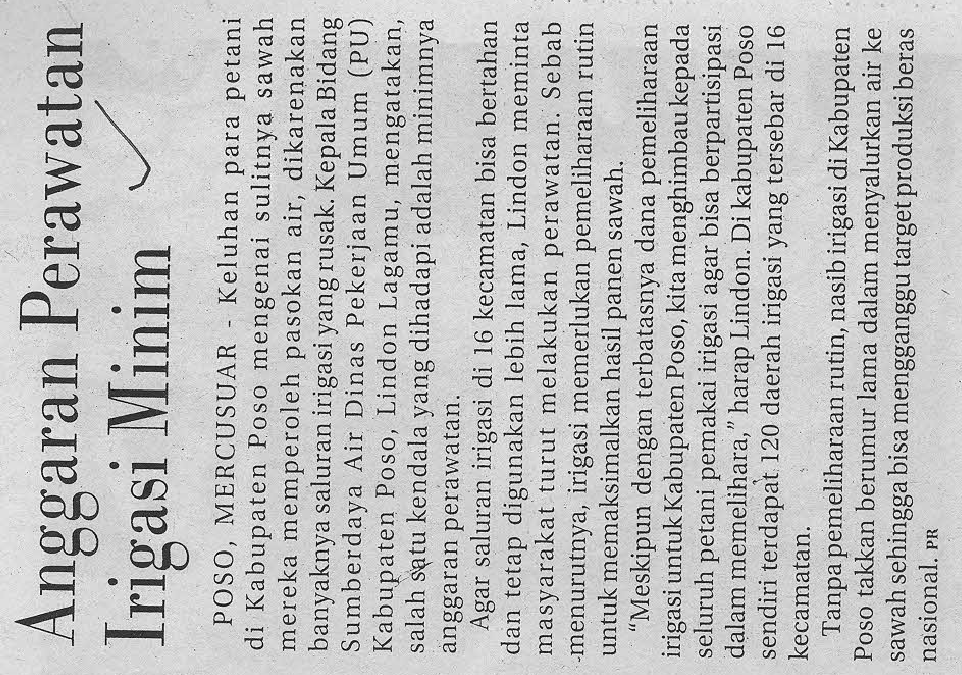 Anggaran Perawatan
Irigasi Minim
POSO, MERCUSUAR - Keluhan para petani
di Kabupaten Poso mengenai sulitnya sawah
mereka memperoleh pasokan air, dikarenakan
banyaknya saluran irigasi yang rusak. Kepala Bidang
Sumberdaya Air Dinas Pekerjaan Umum (PU)
Kabupaten Poso, Lindon Lagamu, mengatakan,
salah satu kendala yang dihadapi adalah minimnya
anggaran perawatan.
Agar saluran irigasi di 16 kecamatan bisa bertahan
dan tetap digunakan lebih lama, Lindon meminta
masyarakat turut melakukan perawatan. Sebab
menurutnya, irigasi memerlukan pemeliharaan rutin
untuk memaksimalkan hasil panen sawah.
“Meskipun dengan terbatasnya dana pemeliharaan
irigasi untuk Kabupaten Poso, kita menghimbau kepada
seluruh petani pemakai irigasi agar bisa berpartisipasi
dalam memelihara,” harap Lindon. Di kabupaten Poso
sendiri terdapat 120 daerah irigasi yang tersebar di 16
kecamatan.
Tanpa pemeliharaan rutin, nasib irigasi di Kabupaten
Poso takkan berumur lama dalam menyalurkan air ke
sawah sehingga bisa mengganggu target produksi beras
nasional. PR